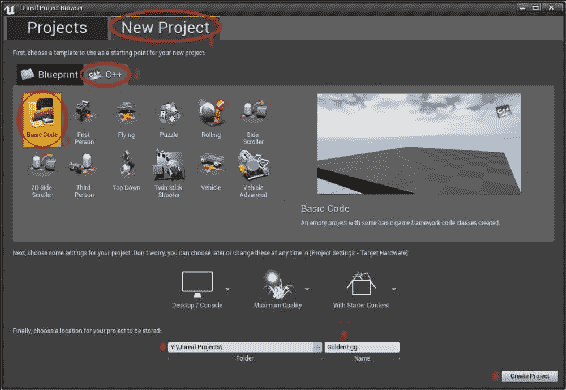 Unreal Project Browser
Projects
New Project
First, choose a template to use as a starting point for your new project:
Blueprint
C++
Basic Code
First Person
Flying
Puzzle
Rolling
Side Scroller
2D Side Scroller
Third Person
Top Down
Twin Stick Shooter
Vehicle
Vehicle Advanced
Basic Code
An empty project with some basic game framework code classes created.
Next, choose some settings for your project. Don't worry, you can choose later or change these at any time in [Project Settings - Target Hardware]
Desktop / Console
Maximum Quality
With Starter Content
Finally, choose a location for your project to be stored:
Y:\Unreal Projects\
GoldenEgg
Folder
Name
Create Project